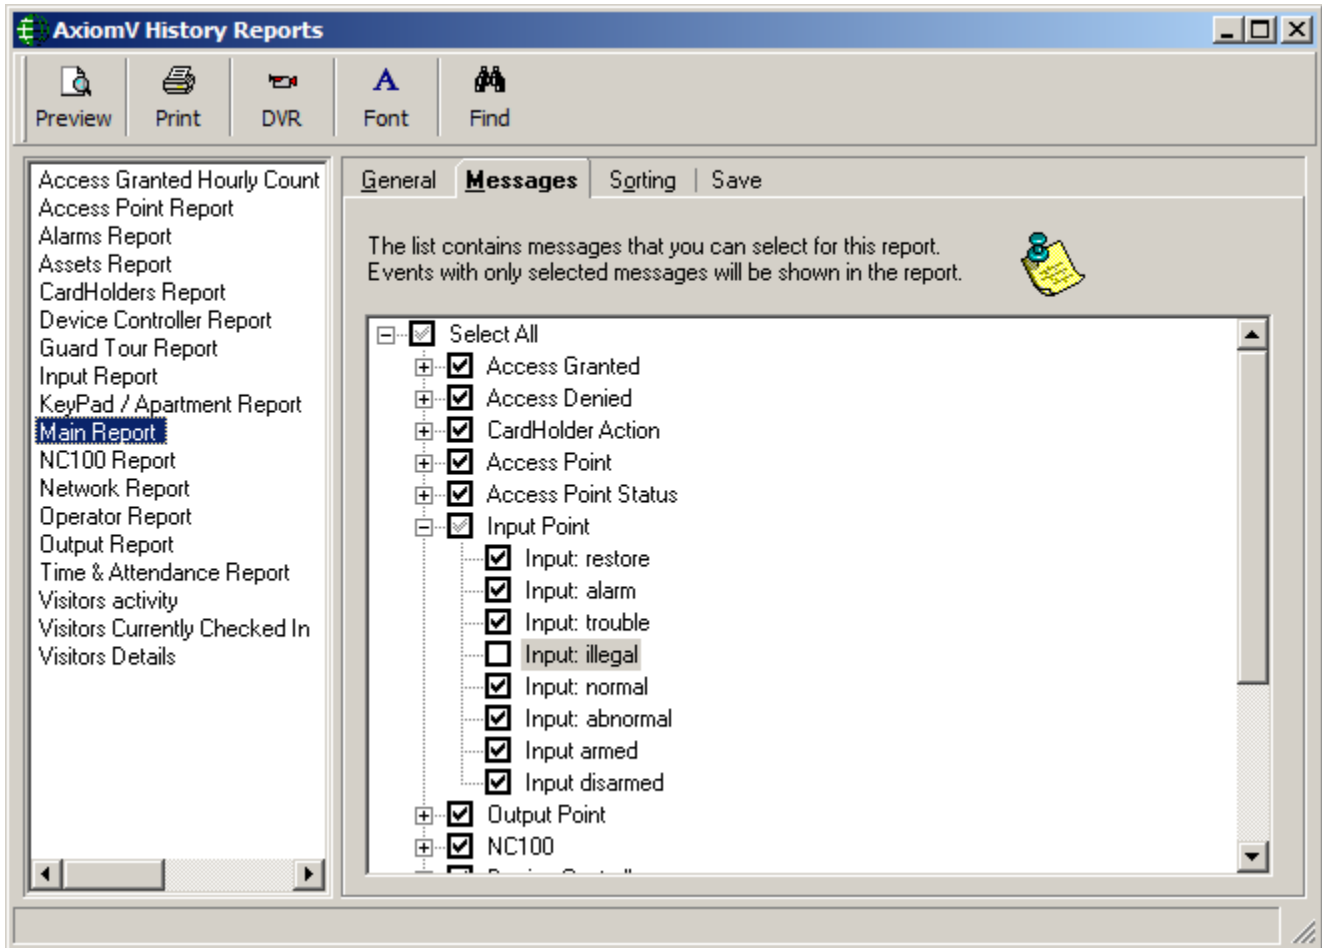 AxiomV History Reports
Preview
Print
DVR
Font
Find
Access Granted Hourly Count
Access Point Report
Alarms Report
Assets Report
CardHolders Report
Device Controller Report
Guard Tour Report
Input Report
KeyPad / Apartment Report
Main Report
NC100 Report
Network Report
Operator Report
Output Report
Time & Attendance Report
Visitors activity
Visitors Currently Checked In
Visitors Details
General Messages Sorting Save
The list contains messages that you can select for this report.
Events with only selected messages will be shown in the report.
Select All
Access Granted
Access Denied
CardHolder Action
Access Point
Access Point Status
Input Point
Input: restore
Input: alarm
Input: trouble
Input: illegal
Input: normal
Input: abnormal
Input armed
Input disarmed
Output Point
NC100